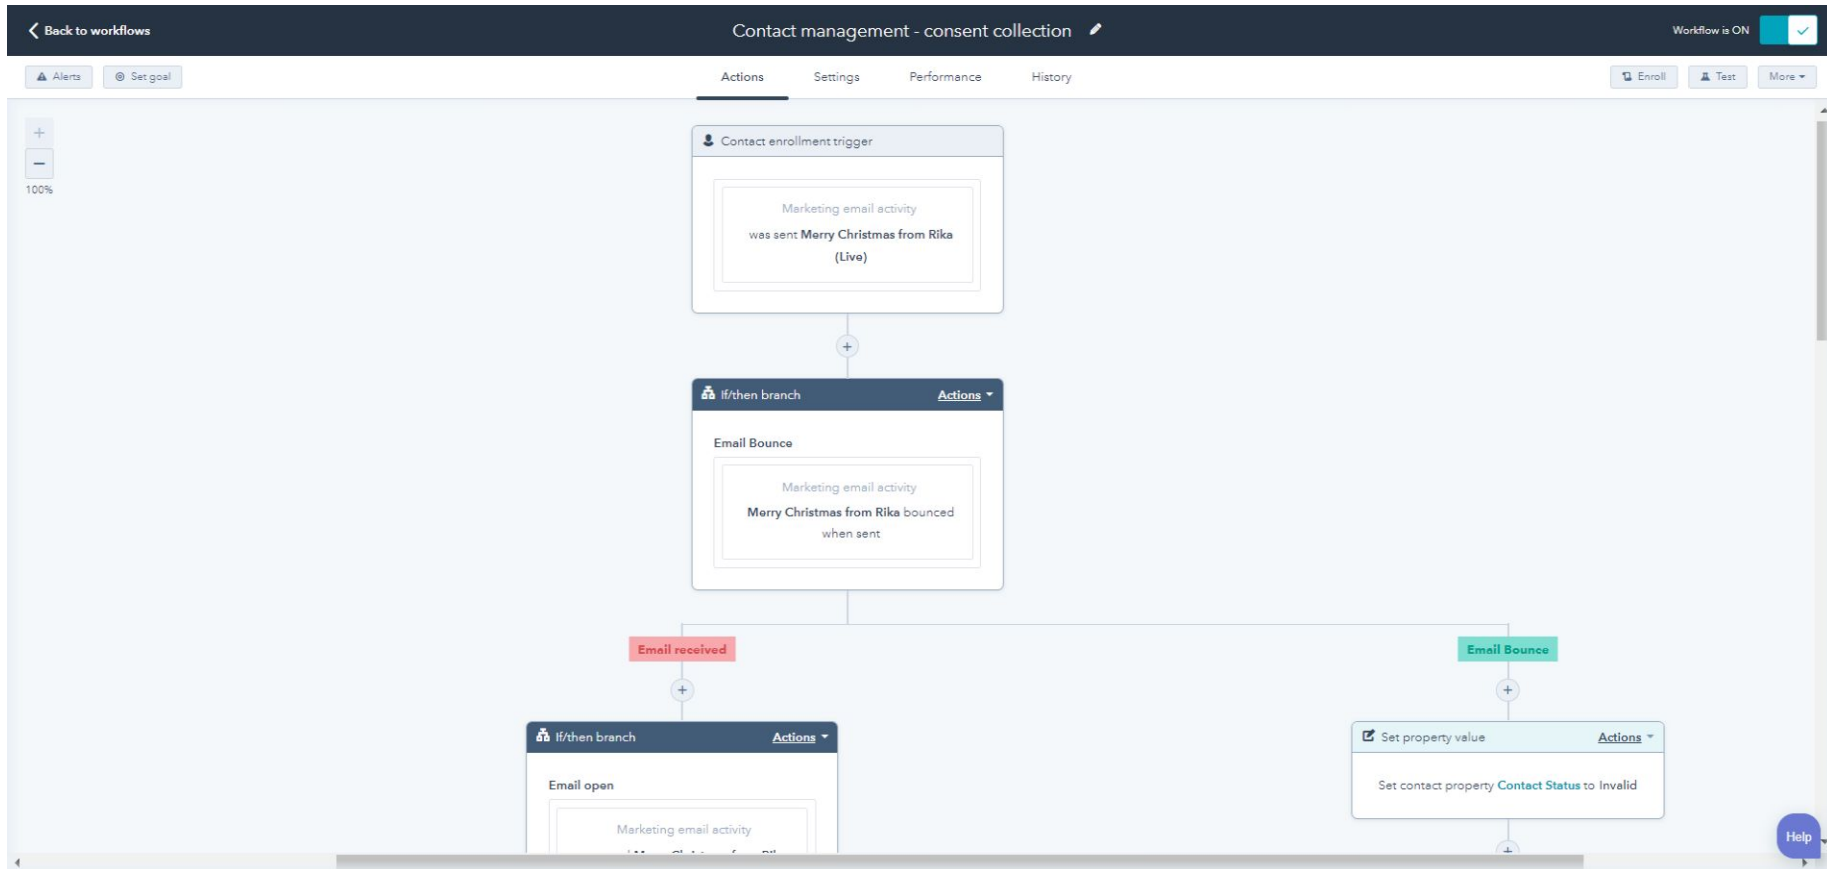 Back to workflows
Contact management - consent collection
Workflow is ON
Alerts
Set goal
Actions
Settings
Performance
History
Enroll
Test
More
100%
Contact enrollment trigger
Marketing email activity
was sent Merry Christmas from Rika
(Live)
If/then branch
Actions
Email Bounce
Marketing email activity
Merry Christmas from Rika bounced
when sent
Email received
Email Bounce
If/then branch
Actions
Set property value
Actions
Email open
Set contact property Contact Status to Invalid
Marketing email activity
Help